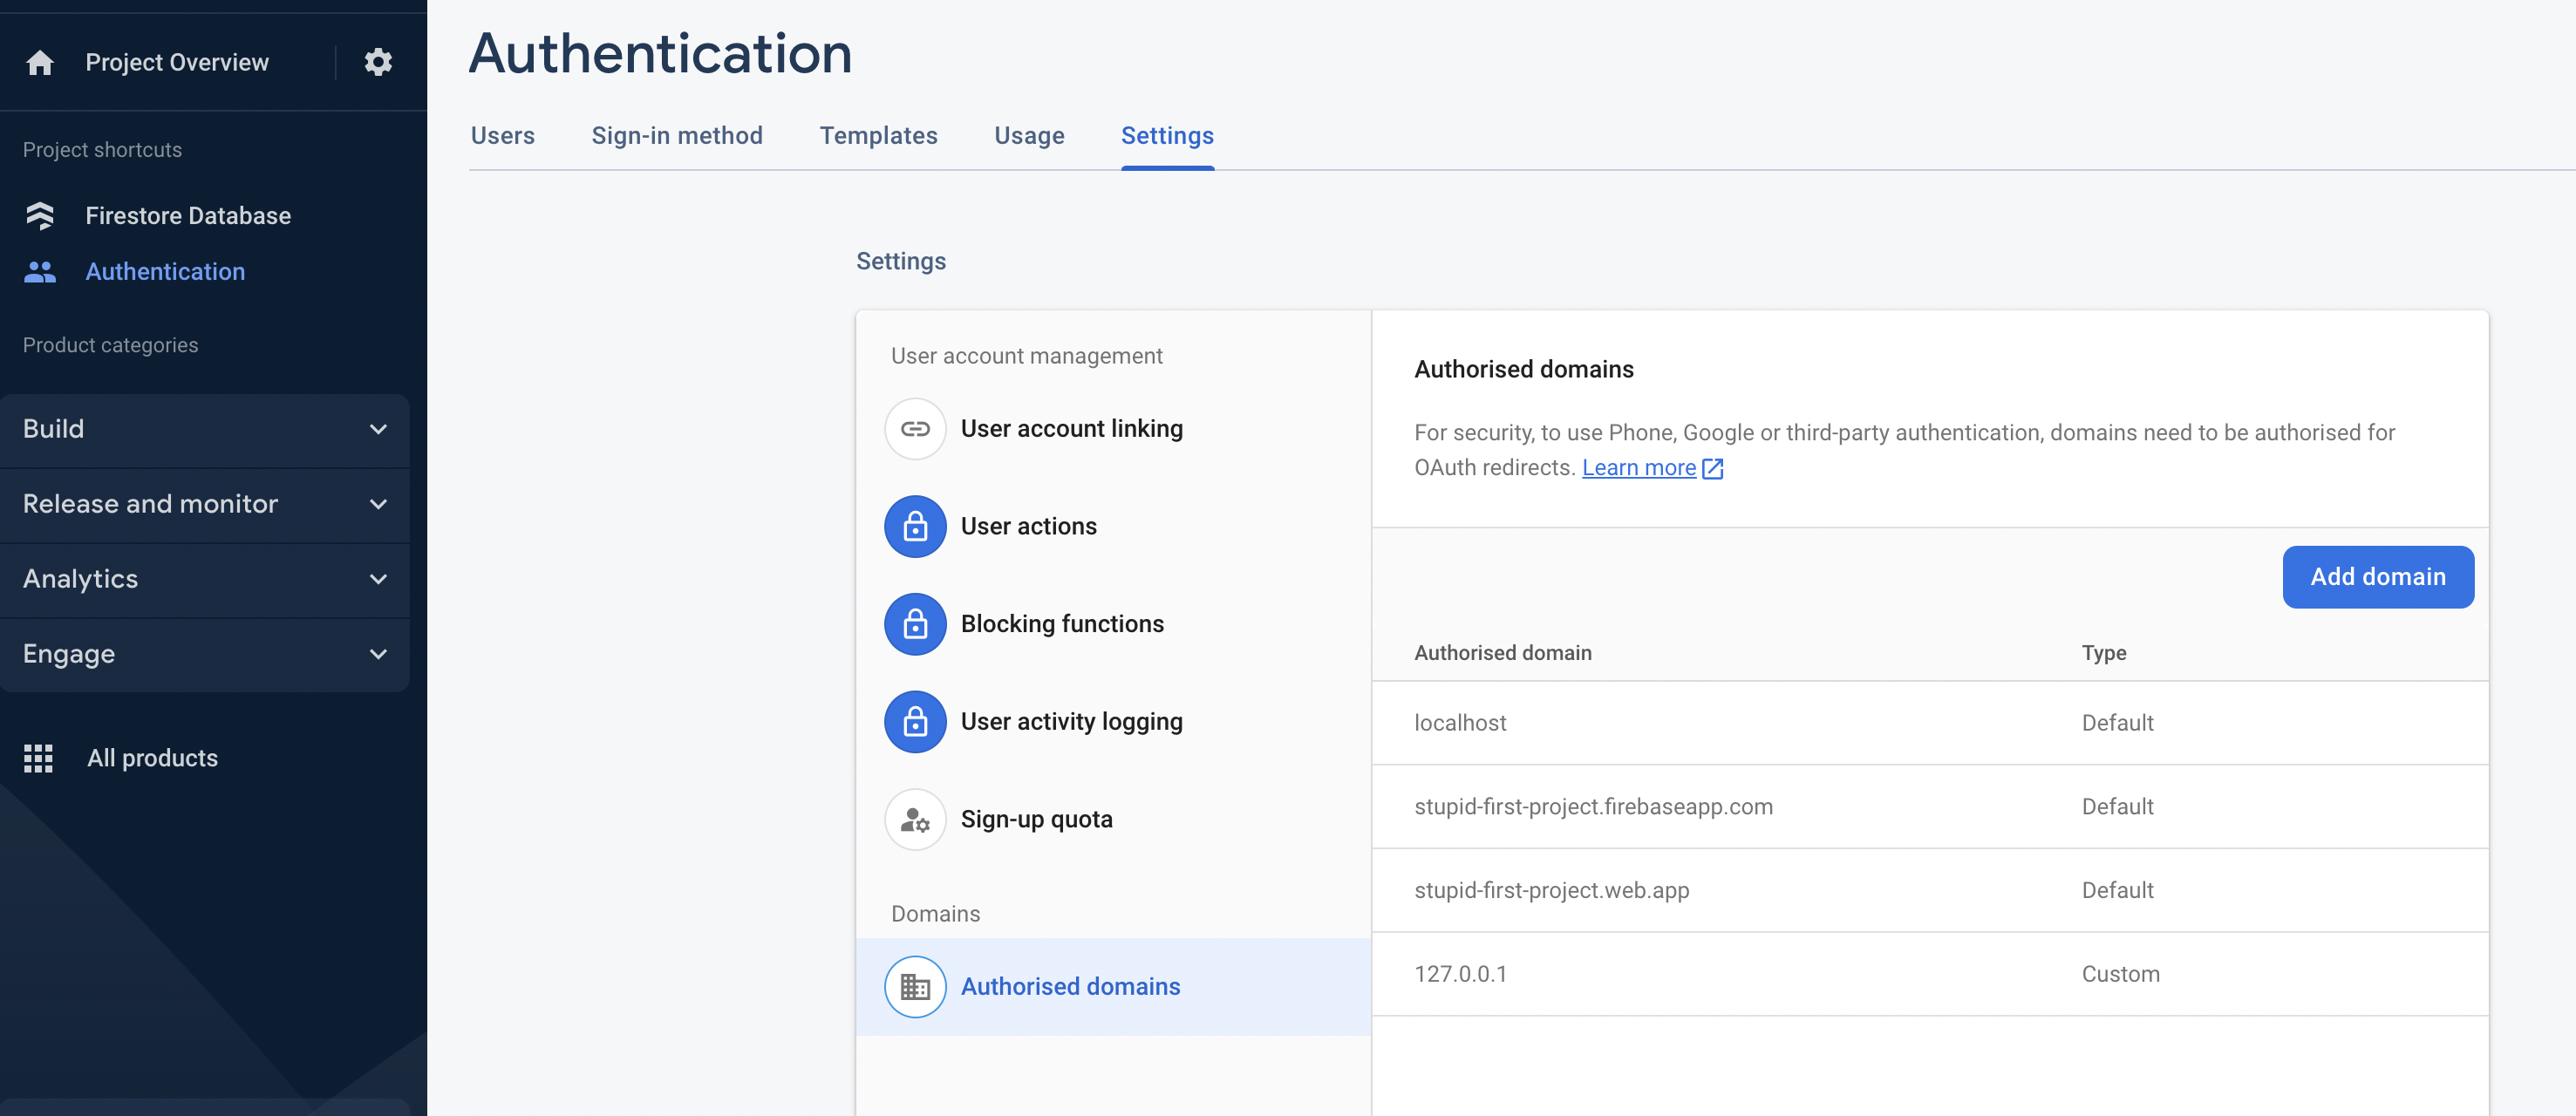 Project Overview
Project shortcuts
Firestore Database
Authentication
Product categories
Build
Release and monitor
Analytics
Engage
All products
Authentication
Users
Sign-in method
Templates
Usage
Settings
Settings
User account management
User account linking
User actions
Blocking functions
User activity logging
Sign-up quota
Domains
Authorised domains
Authorised domains
For security, to use Phone, Google or third-party authentication, domains need to be authorised for
OAuth redirects. Learn more
Add domain
Authorised domain Type
localhost Default
stupid-first-project.firebaseapp.com Default
stupid-first-project.web.app Default
127.0.0.1 Custom